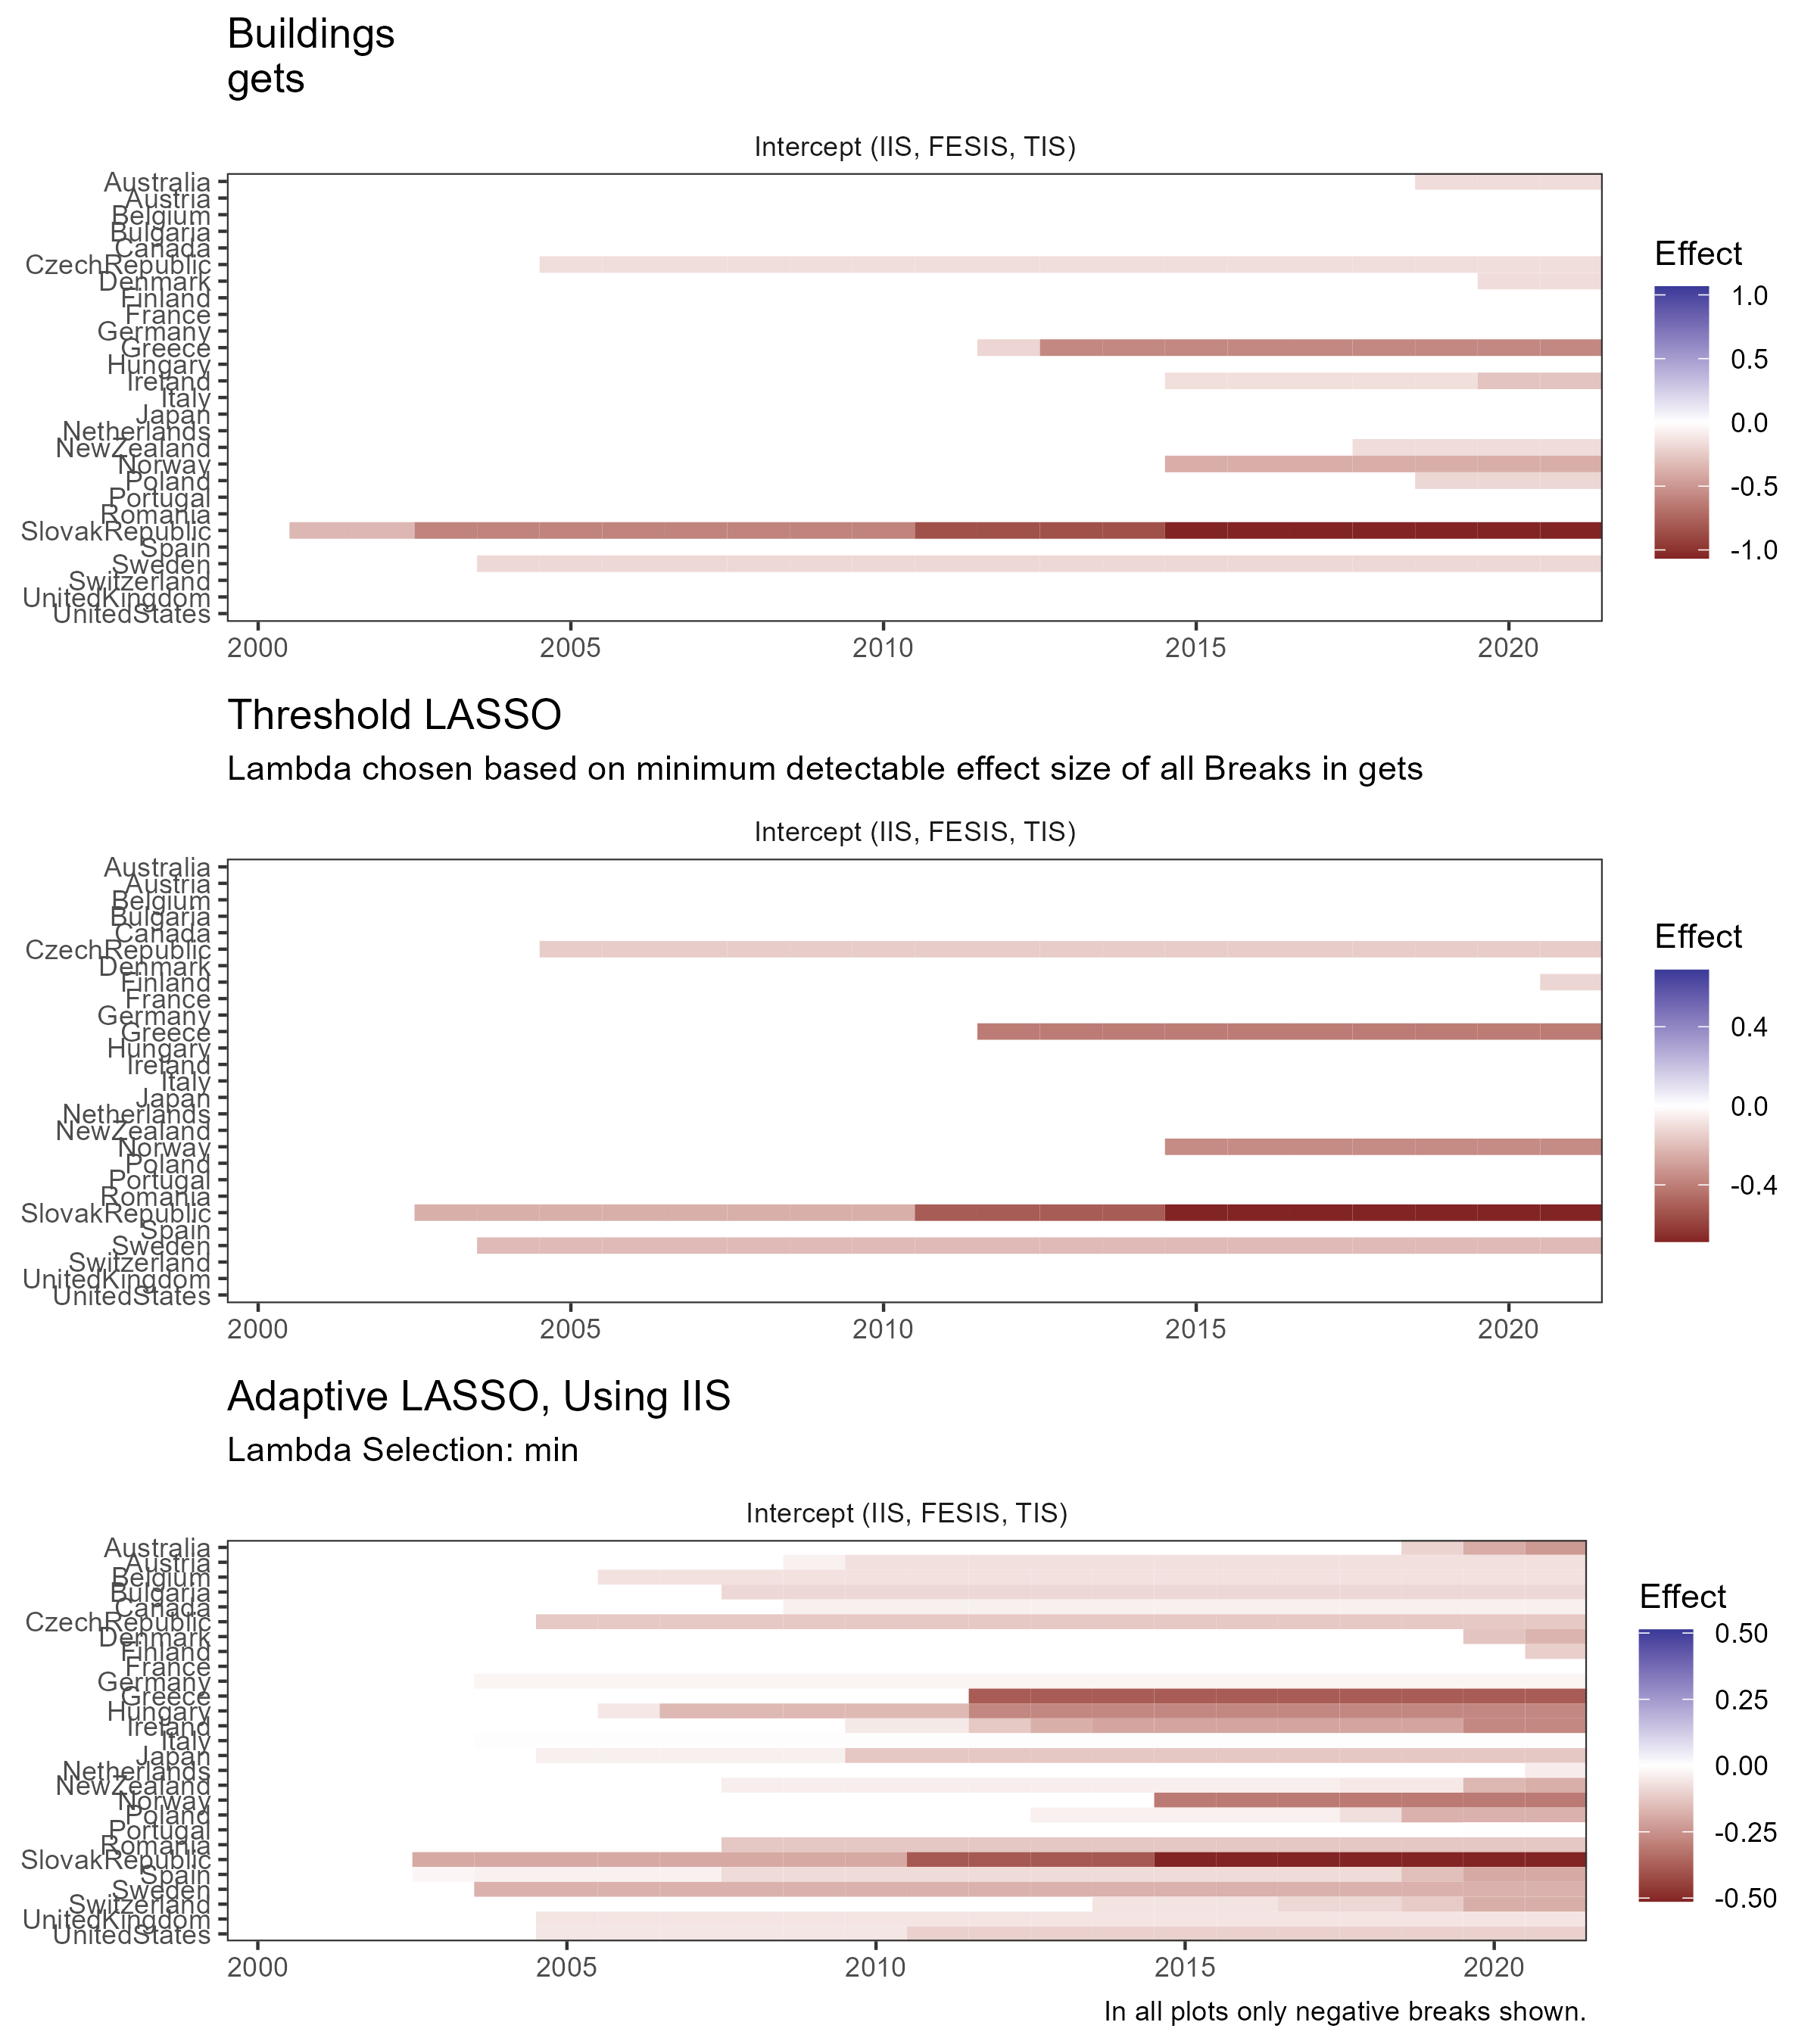 Buildings
gets
Intercept (IIS, FESIS, TIS)
Australia
Austria
Belgium
Bulgaria
Canada
CzechRepublic
Denmark
Finland
France
Germany
Greece
Hungary
Ireland
Italy
Japan
Netherlands
NewZealand
Norway
Poland
Portugal
Romania
SlovakRepublic
Spain
Sweden
Switzerland
UnitedKingdom
UnitedStates
2000 2005 2010 2015 2020
Effect
1.0
0.5
0.0
-0.5
-1.0
Threshold LASSO
Lambda chosen based on minimum detectable effect size of all Breaks in gets
Intercept (IIS, FESIS, TIS)
Australia
Austria
Belgium
Bulgaria
Canada
CzechRepublic
Denmark
Finland
France
Germany
Greece
Hungary
Ireland
Italy
Japan
Netherlands
NewZealand
Norway
Poland
Portugal
Romania
SlovakRepublic
Spain
Sweden
Switzerland
UnitedKingdom
UnitedStates
2000 2005 2010 2015 2020
Effect
0.4
0.0
-0.4
Adaptive LASSO, Using IIS
Lambda Selection: min
Intercept (IIS, FESIS, TIS)
Australia
Austria
Belgium
Bulgaria
Canada
CzechRepublic
Denmark
Finland
France
Germany
Greece
Hungary
Ireland
Italy
Japan
Netherlands
NewZealand
Norway
Poland
Portugal
Romania
SlovakRepublic
Spain
Sweden
Switzerland
UnitedKingdom
UnitedStates
2000 2005 2010 2015 2020
Effect
0.50
0.25
0.00
-0.25
-0.50
In all plots only negative breaks shown.